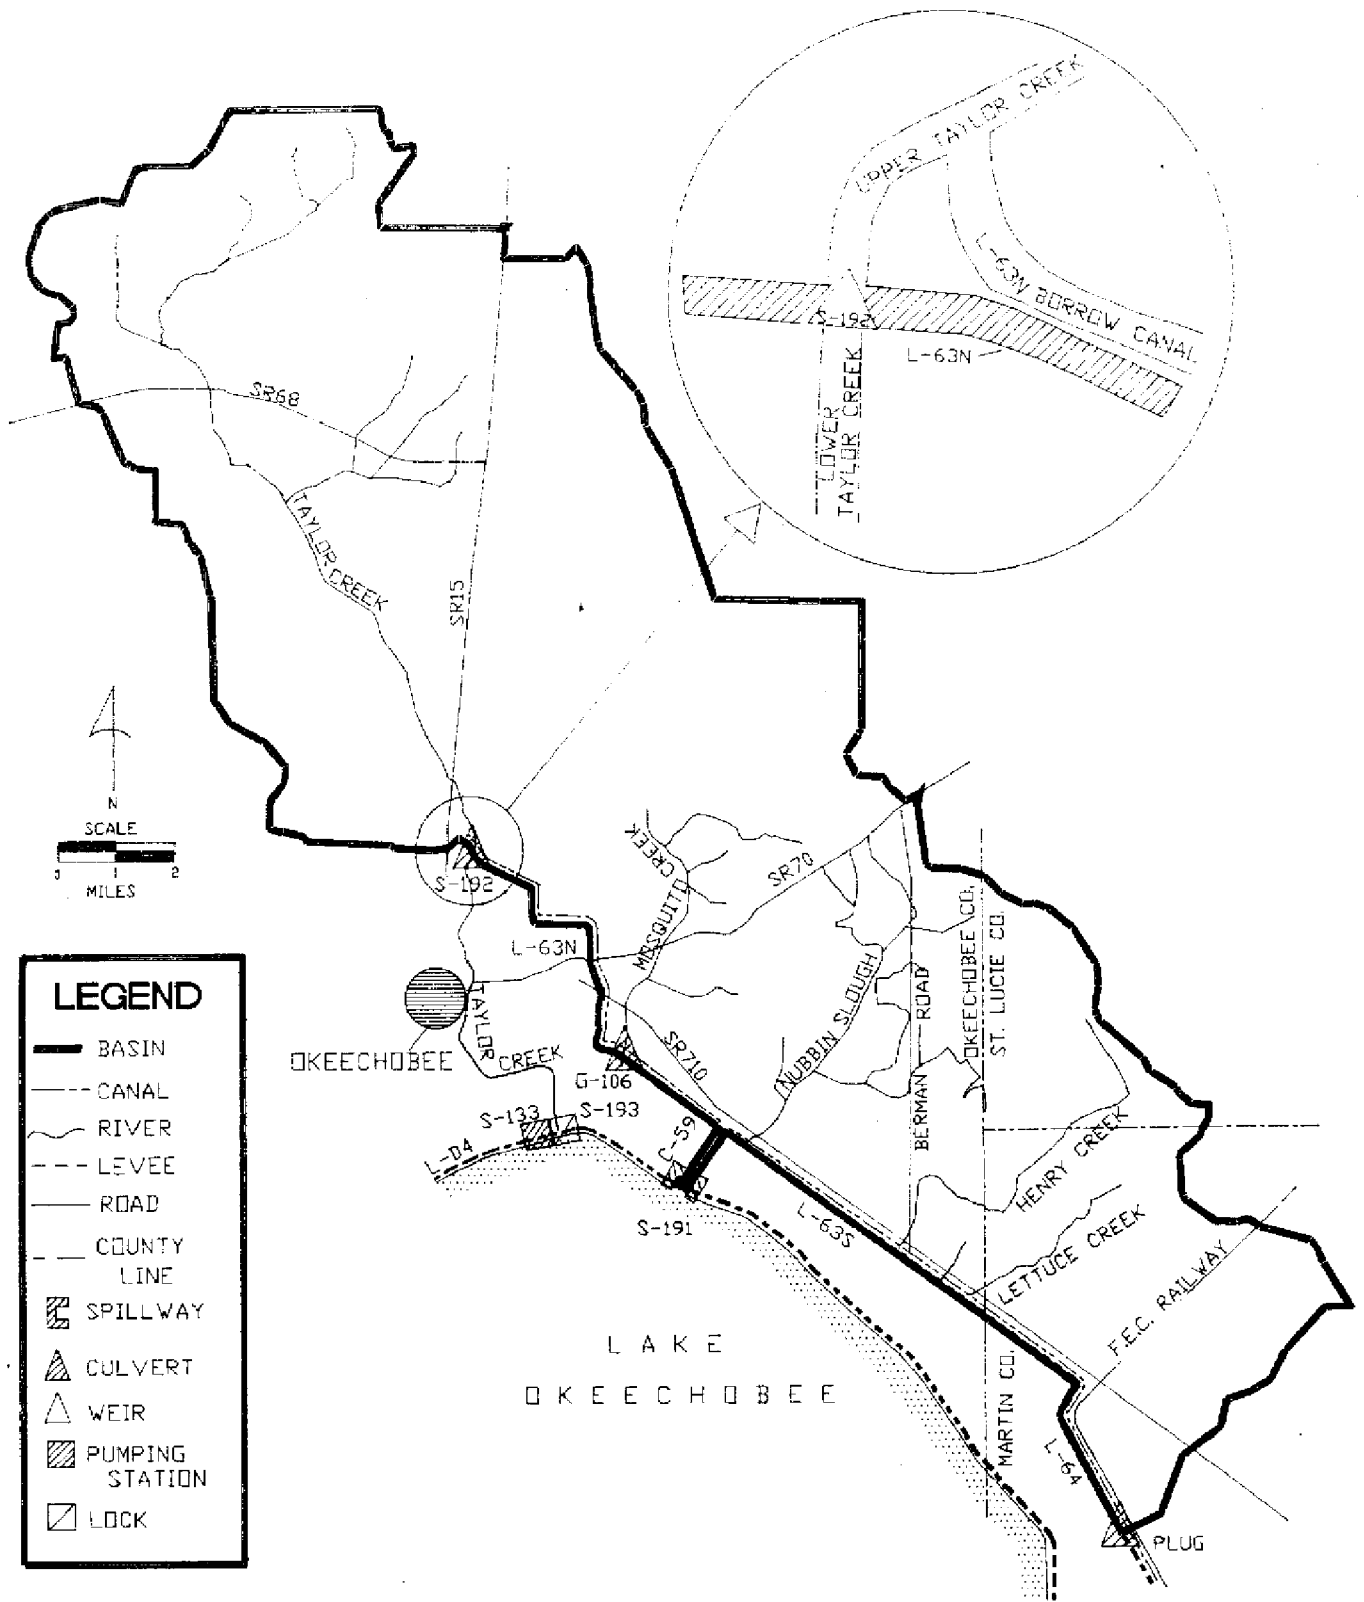 UPPER TAYLOR CREEK
L-63N BORROW CANAL
S-192
L-63N
LOWER
TAYLOR CREEK
SR68
TAYLOR
CREEK
SR15
N
SCALE
0 1 2
MILES
S-192
L-63N
MOSQUITO
CREEK
SR70
NUBBIN SLOUGH
BERMAN ROAD
OKEECHOBEE CO.
ST. LUCIE CO.
OKEECHOBEE
TAYLOR
CREEK
SR710
G-106
S-133
S-193
L-D4
C-59
S-191
L-63S
HENRY CREEK
LETTUCE CREEK
F.E.C. RAILWAY
MARTIN CO.
L-64
PLUG
LAKE
OKEECHOBEE
LEGEND
BASIN
CANAL
RIVER
LEVEE
ROAD
COUNTY
LINE
SPILLWAY
CULVERT
WEIR
PUMPING
STATION
LOCK